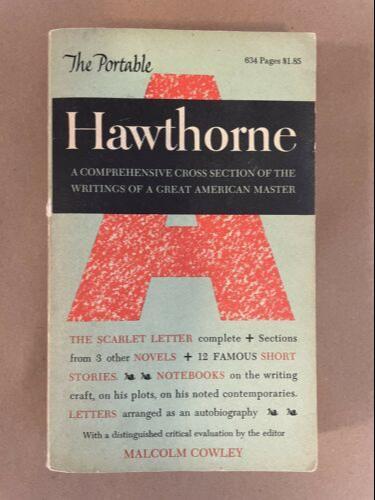 The Portable
634 Pages $1.85
A
Hawthorne
A COMPREHENSIVE CROSS SECTION OF THE
WRITINGS OF A GREAT AMERICAN MASTER
THE SCARLET LETTER complete + Sections
from 3 other NOVELS + 12 FAMOUS SHORT
STORIES. NOTEBOOKS on the writing
craft, on his plots, on his noted contemporaries.
LETTERS arranged as an autobiography
With a distinguished critical evaluation by the editor
MALCOLM COWLEY